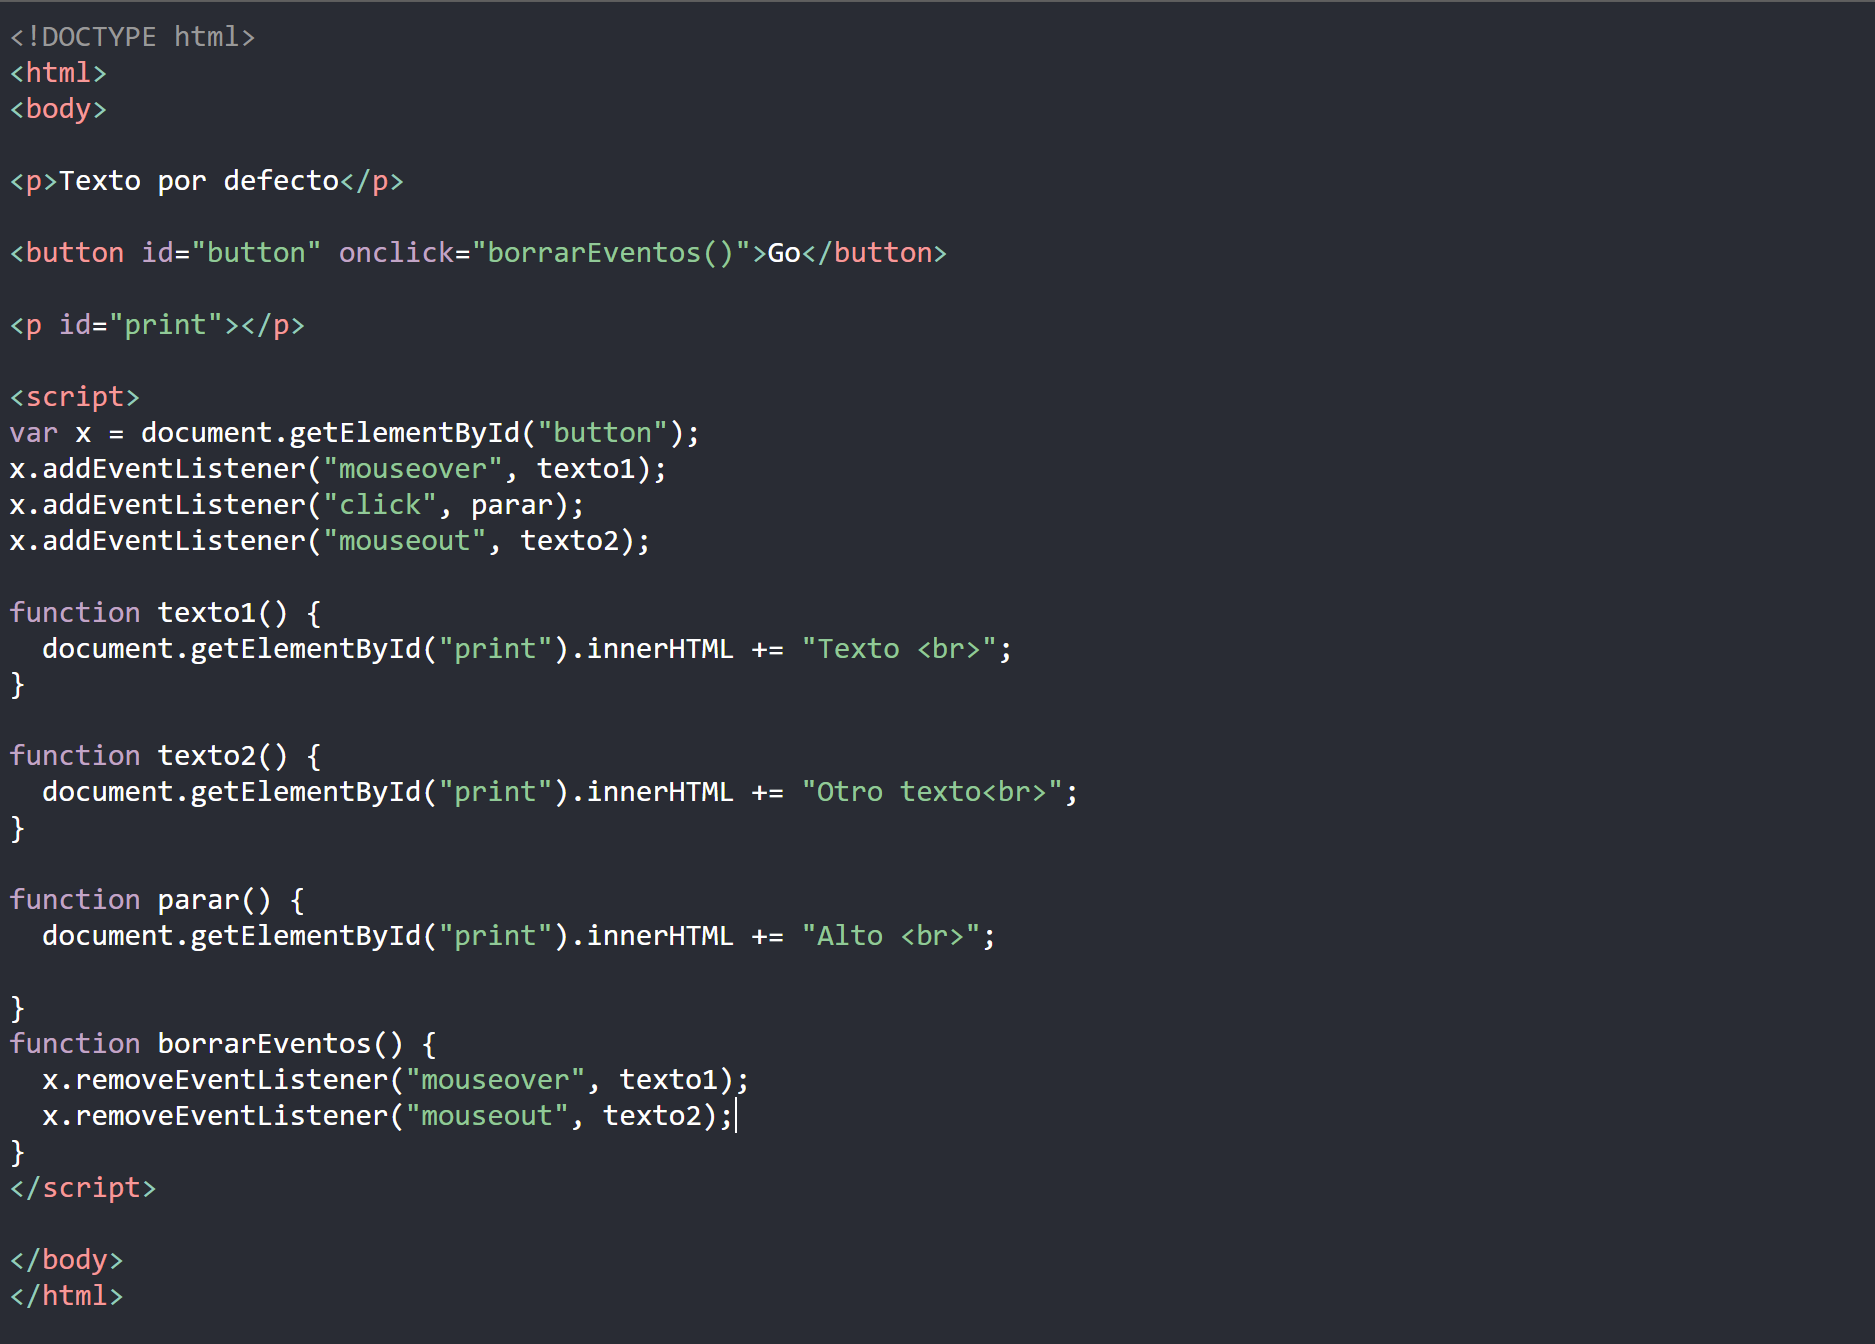 <!DOCTYPE html>
<html>
<body>

<p>Texto por defecto</p>

<button id="button" onclick="borrarEventos()">Go</button>

<p id="print"></p>

<script>
var x = document.getElementById("button");
x.addEventListener("mouseover", texto1);
x.addEventListener("click", parar);
x.addEventListener("mouseout", texto2);

function texto1() {
  document.getElementById("print").innerHTML += "Texto <br>";
}

function texto2() {
  document.getElementById("print").innerHTML += "Otro texto<br>";
}

function parar() {
  document.getElementById("print").innerHTML += "Alto <br>";

}
function borrarEventos() {
  x.removeEventListener("mouseover", texto1);
  x.removeEventListener("mouseout", texto2);
}
</script>

</body>
</html>